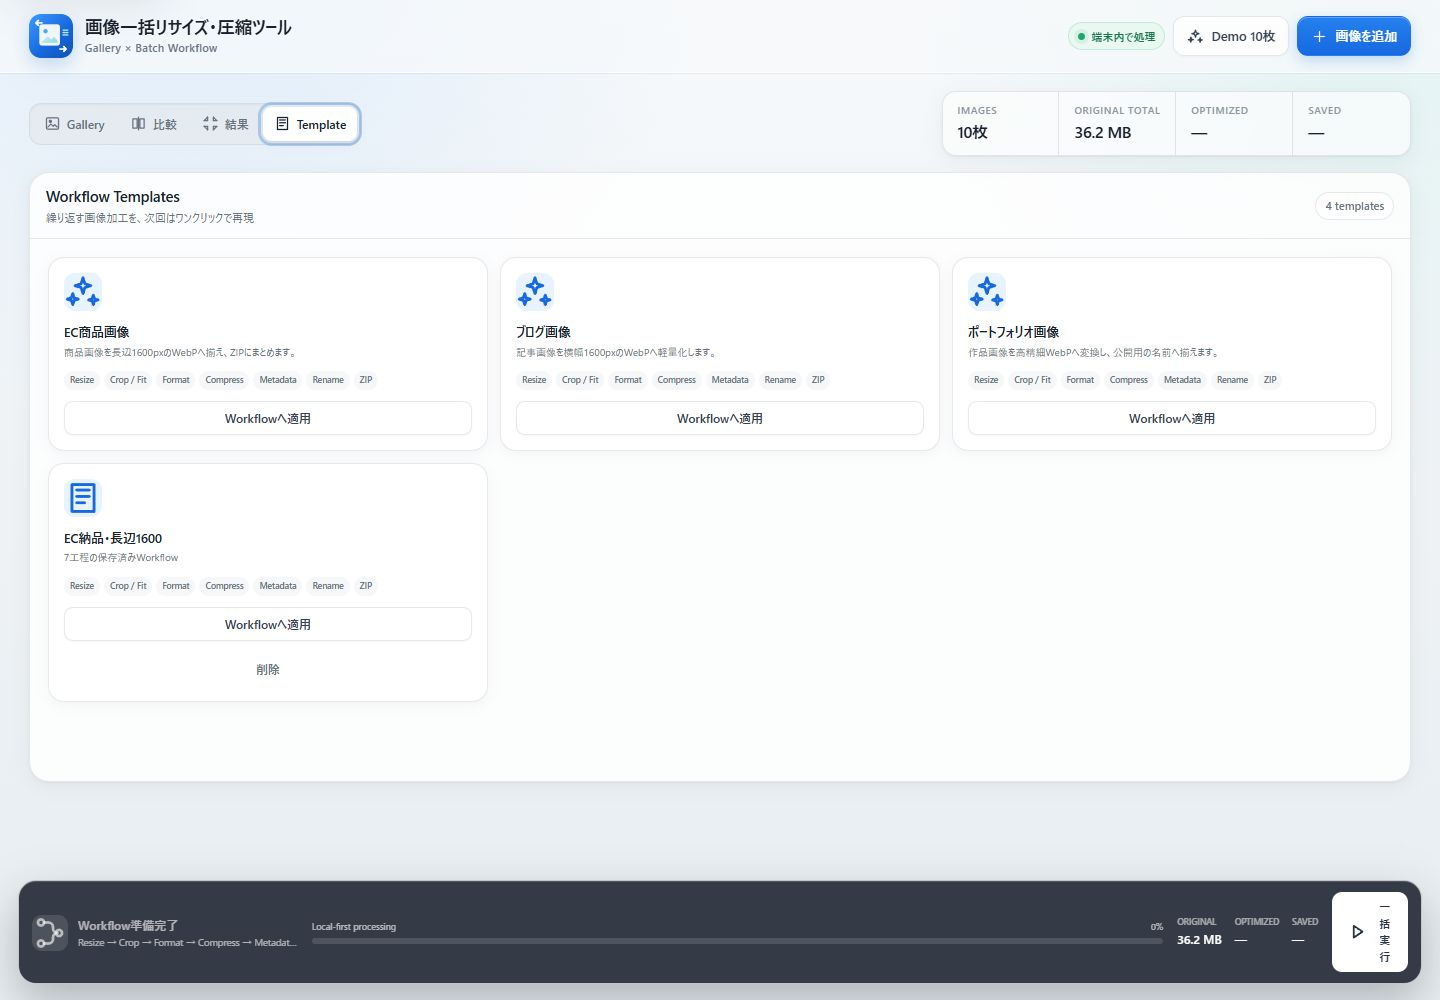 画像一括リサイズ・圧縮ツール
Gallery × Batch Workflow
端末内で処理
Demo 10枚
画像を追加
Gallery
比較
結果
Template
IMAGES
10枚
ORIGINAL TOTAL
36.2 MB
OPTIMIZED
—
SAVED
—
Workflow Templates
繰り返す画像加工を、次回はワンクリックで再現
4 templates
EC商品画像
商品画像を長辺1600pxのWebPへ揃え、ZIPにまとめます。
Resize Crop / Fit Format Compress Metadata Rename ZIP
Workflowへ適用
ブログ画像
記事画像を横幅1600pxのWebPへ軽量化します。
Resize Crop / Fit Format Compress Metadata Rename ZIP
Workflowへ適用
ポートフォリオ画像
作品画像を高精細WebPへ変換し、公開用の名前へ揃えます。
Resize Crop / Fit Format Compress Metadata Rename ZIP
Workflowへ適用
EC納品・長辺1600
7工程の保存済みWorkflow
Resize Crop / Fit Format Compress Metadata Rename ZIP
Workflowへ適用
削除
Workflow準備完了
Resize → Crop → Format → Compress → Metadat...
Local-first processing
0%
ORIGINAL
36.2 MB
OPTIMIZED
—
SAVED
—
一括実行